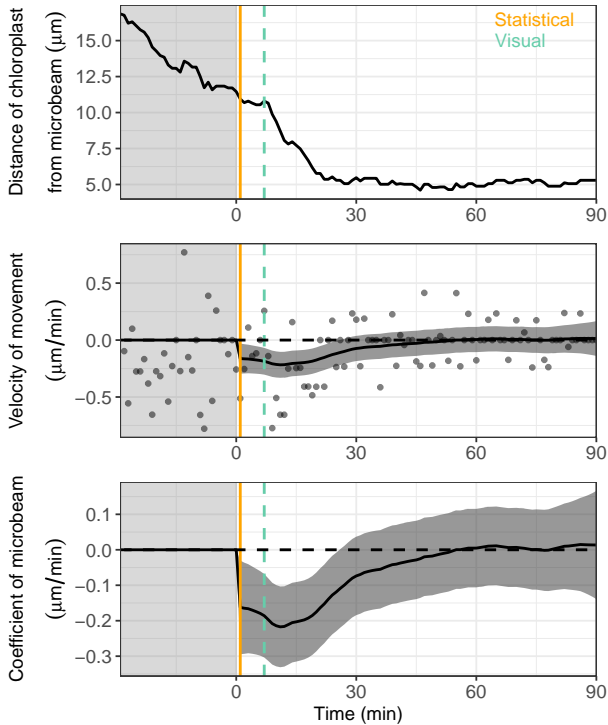 Distance of chloroplast
from microbeam (μm)
15.0
12.5
10.0
7.5
5.0
Statistical
Visual
0
30
60
90
Velocity of movement
(μm/min)
0.5
0.0
−0.5
0
30
60
90
Coefficient of microbeam
(μm/min)
0.1
0.0
−0.1
−0.2
−0.3
0
30
60
90
Time (min)